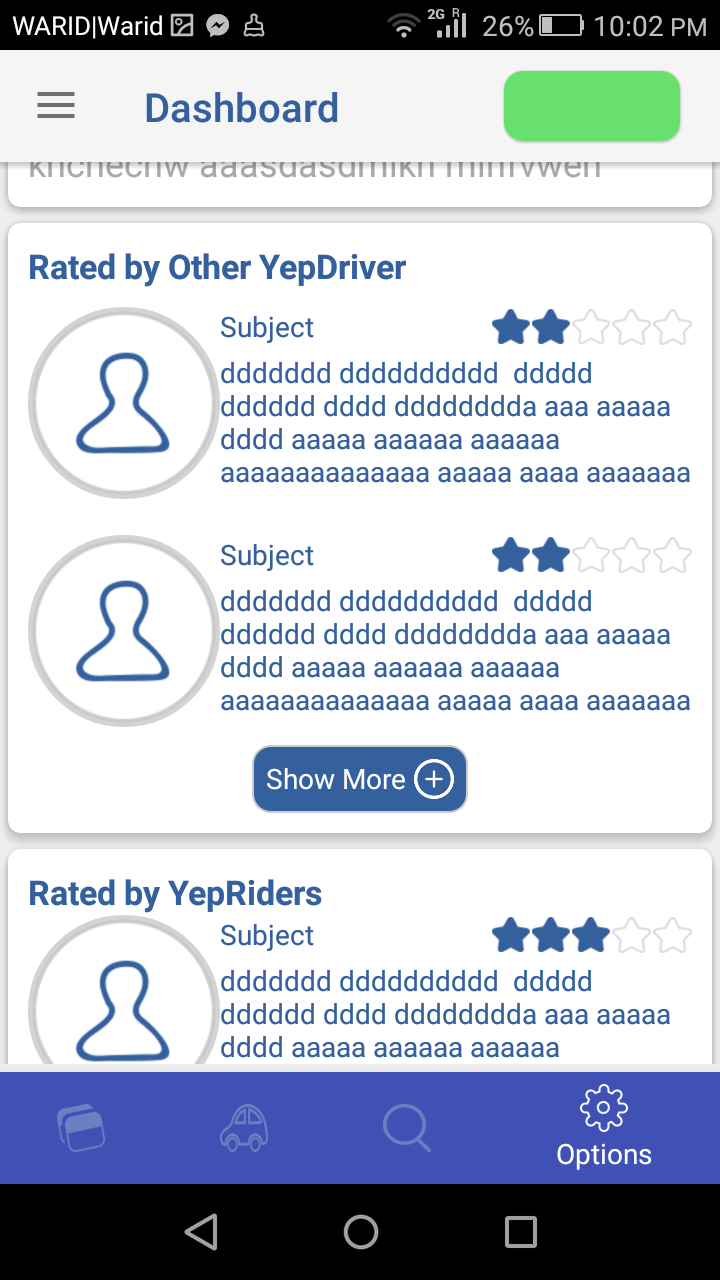 WARID|Warid 2G R 26% 10:02 PM
Dashboard
Rated by Other YepDriver
Subject
ddddddd dddddddddd  ddddd
dddddd dddd ddddddddda aaa aaaaa
dddd aaaaa aaaaaa aaaaaa
aaaaaaaaaaaaaa aaaaa aaaa aaaaaaa
Subject
ddddddd dddddddddd  ddddd
dddddd dddd ddddddddda aaa aaaaa
dddd aaaaa aaaaaa aaaaaa
aaaaaaaaaaaaaa aaaaa aaaa aaaaaaa
Show More
Rated by YepRiders
Subject
ddddddd dddddddddd  ddddd
dddddd dddd ddddddddda aaa aaaaa
dddd aaaaa aaaaaa aaaaaa
Options